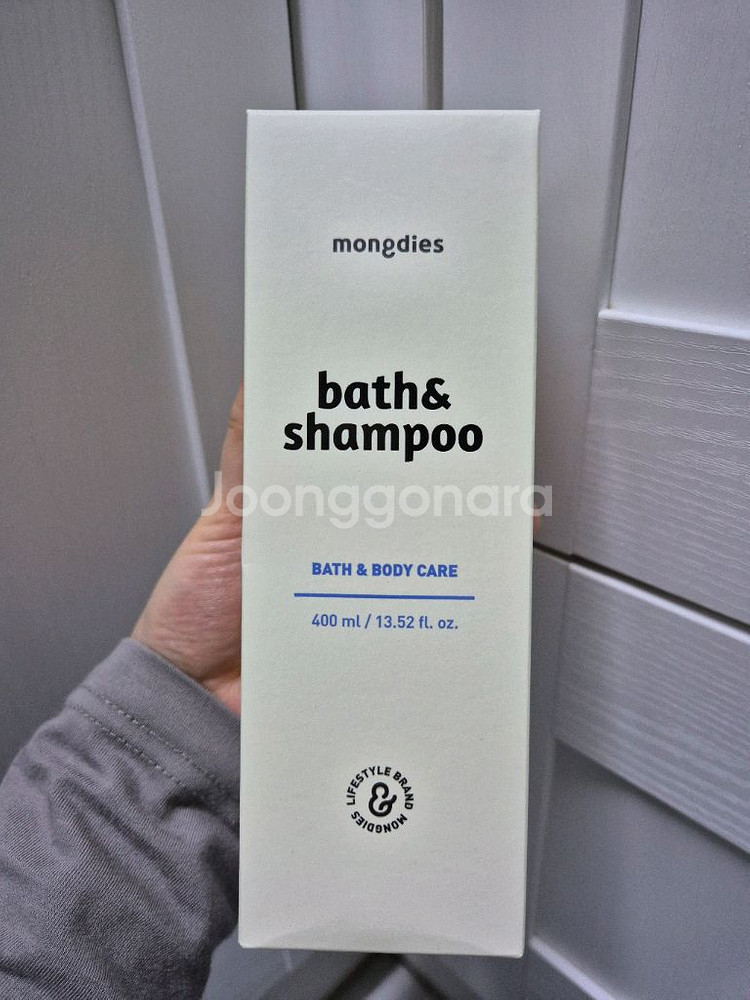 mongdies
bath&
shampoo
Joonggonara
BATH & BODY CARE
400 ml / 13.52 fl. oz.
LIFESTYLE BRAND MONGDIES
&